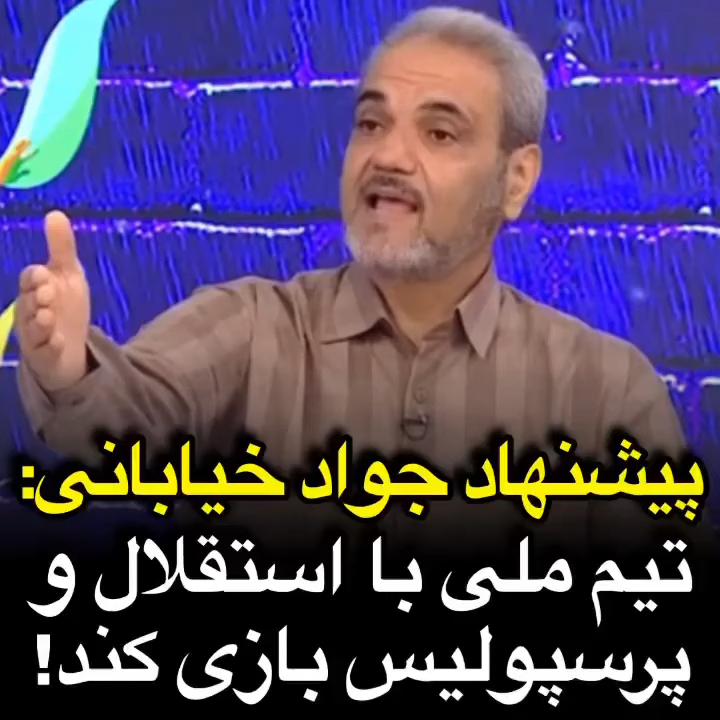 پیشنهاد جواد خیابانی:
تیم ملی با استقلال و
پرسپولیس بازی کند!